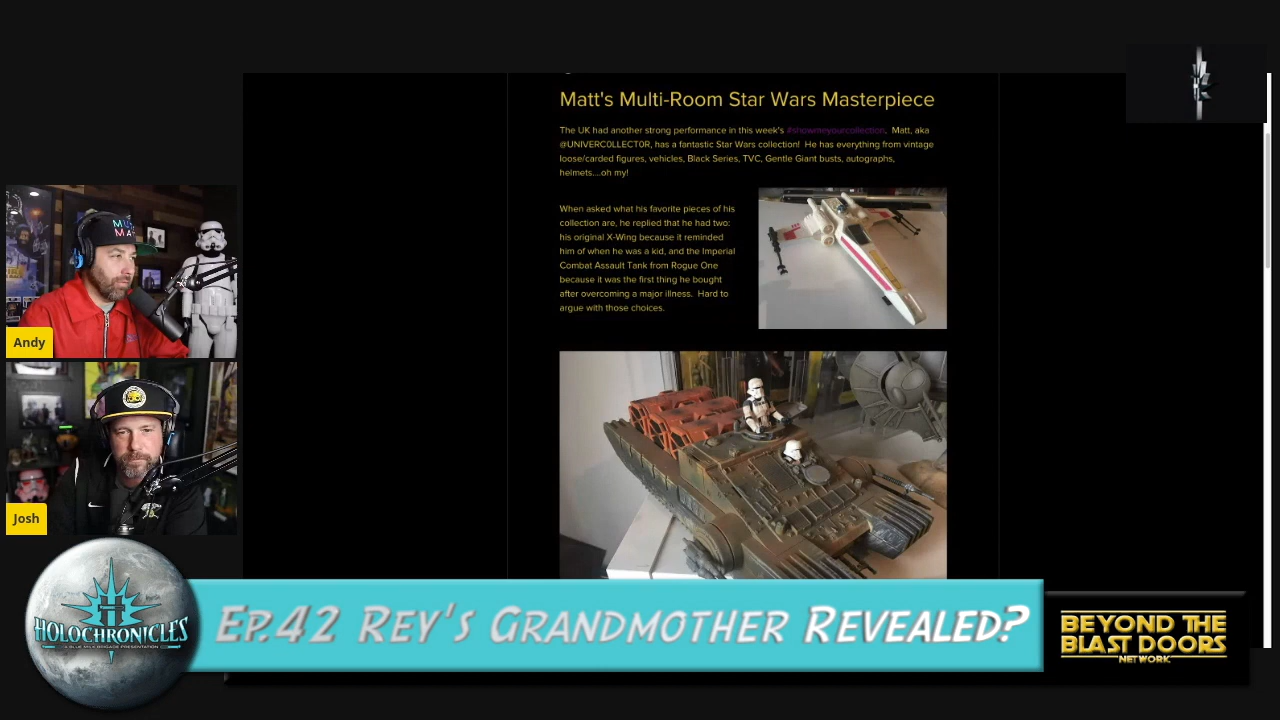 Matt's Multi-Room Star Wars Masterpiece
The UK had another strong performance in this week's #showmeyourcollection. Matt, aka
@UNIVERC0LLECT0R, has a fantastic Star Wars collection! He has everything from vintage
loose/carded figures, vehicles, Black Series, TVC, Gentle Giant busts, autographs,
helmets....oh my!
When asked what his favorite pieces of his
collection are, he replied that he had two:
his original X-Wing because it reminded
him of when he was a kid, and the Imperial
Combat Assault Tank from Rogue One
because it was the first thing he bought
after overcoming a major illness. Hard to
argue with those choices.
Andy
Josh
HOLOCHRONICLES
A BLUE MILK BRIGADE PRESENTATION
Ep.42 Rey's Grandmother Revealed?
BEYOND THE
BLAST DOORS
NETWORK